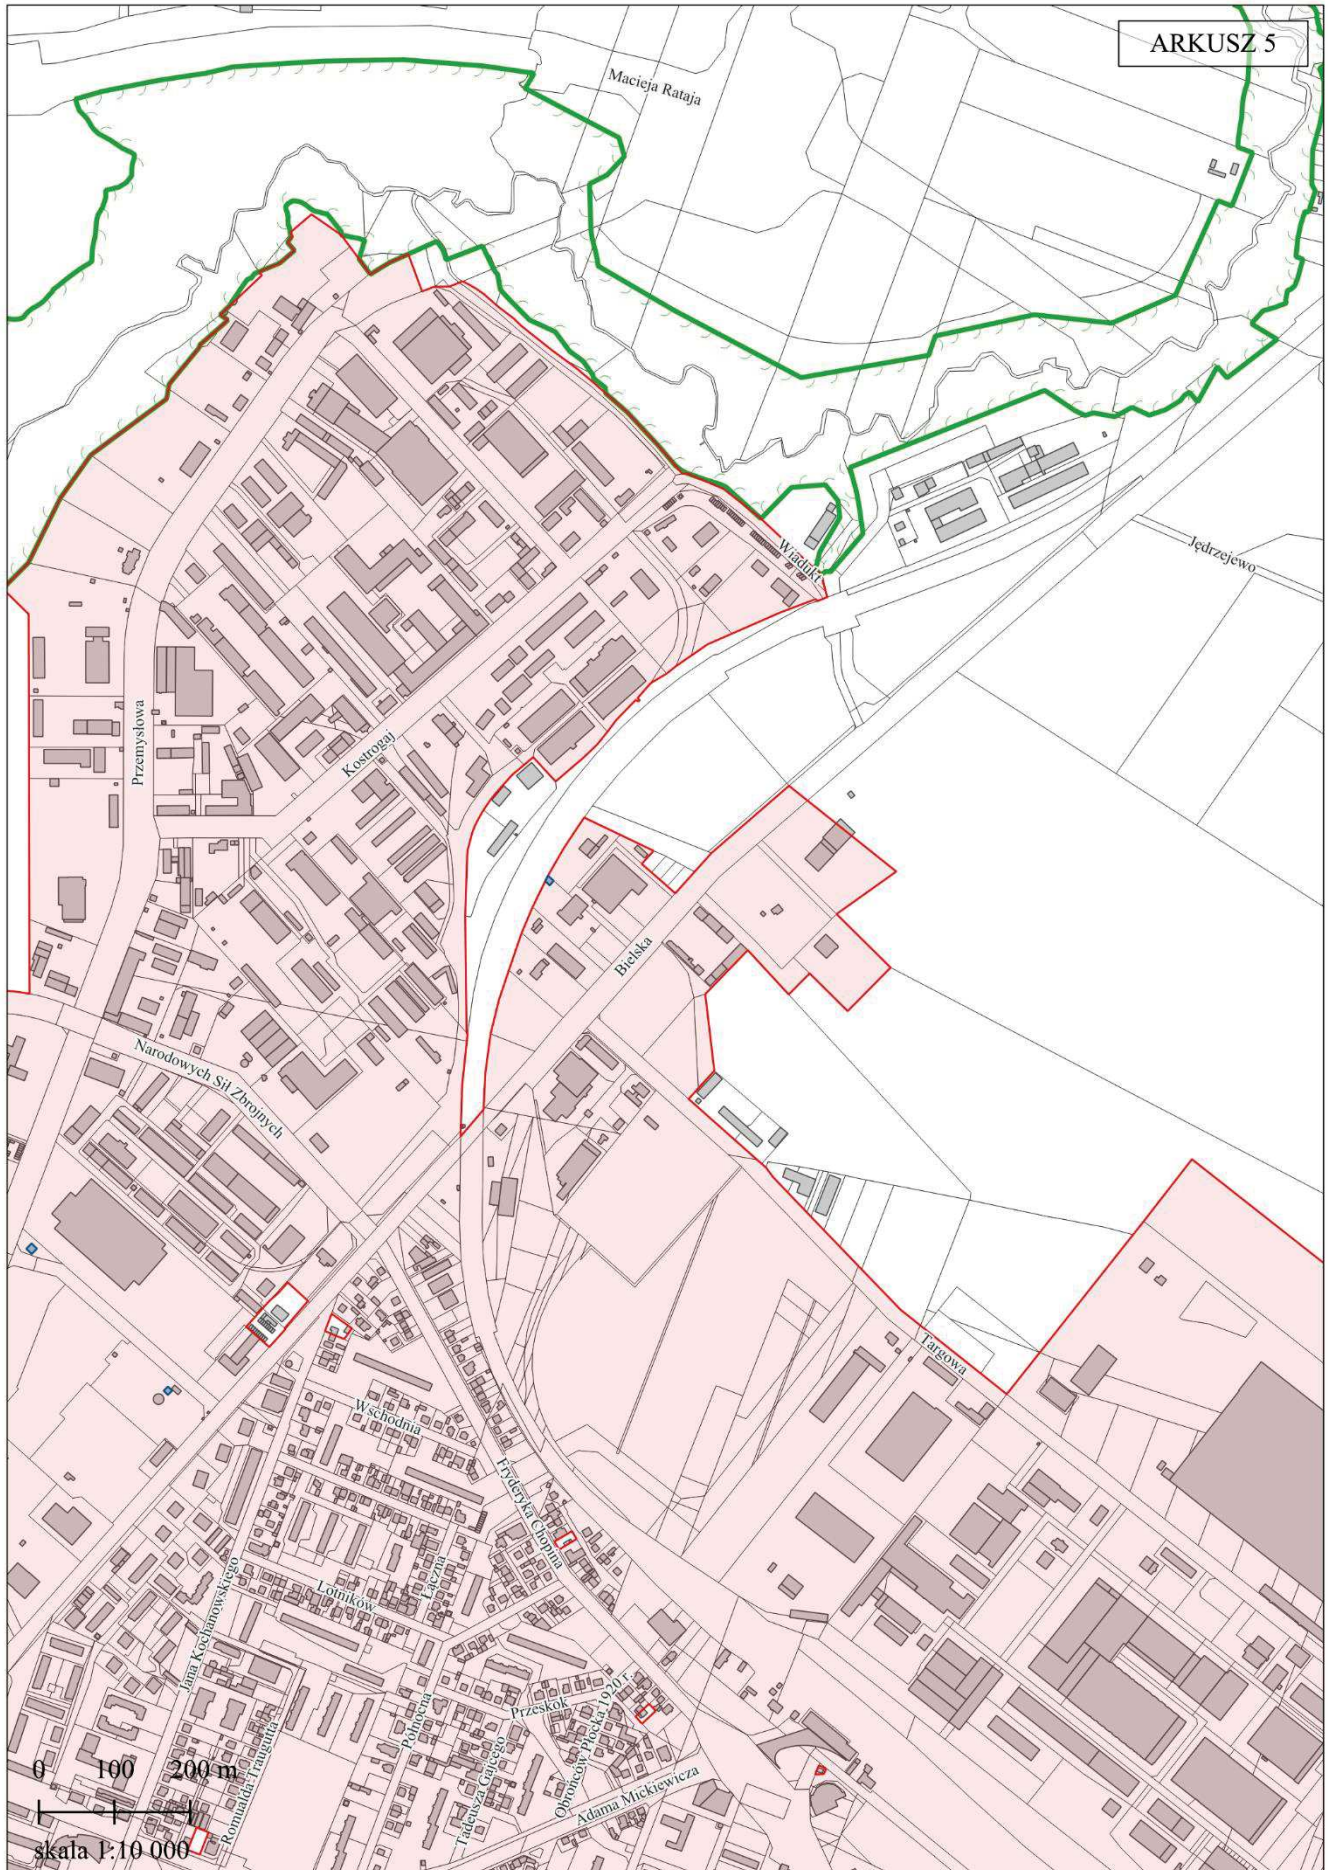 ARKUSZ 5
Macieja Rataja
Wiadukt
Jędrzejewo
Przemysłowa
Kostrogaj
Bielska
Narodowych Sił Zbrojnych
Targowa
Wschodnia
Fryderyka Chopina
Łączna
Lotników
Jana Kochanowskiego
Przeskok
Północna
Obrońców Płocka 1920 r.
Romualda Traugutta
Tadeusza Gajcego
Adama Mickiewicza
0 100 200 m
skala 1:10 000